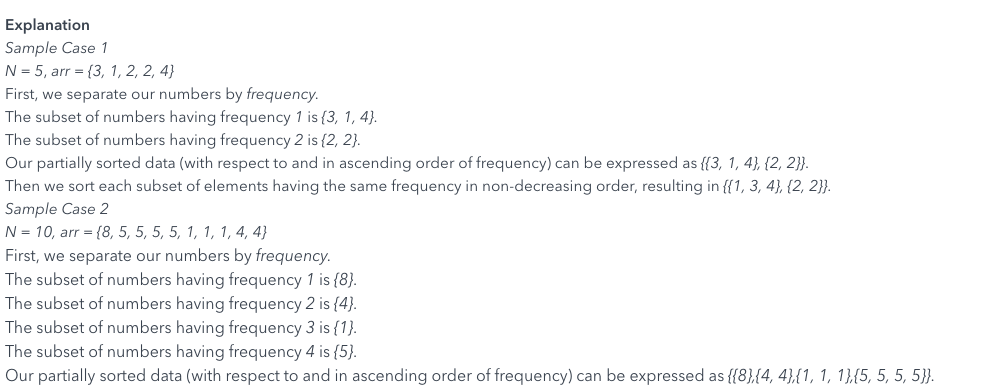 Explanation
Sample Case 1
N = 5, arr = {3, 1, 2, 2, 4}
First, we separate our numbers by frequency.
The subset of numbers having frequency 1 is {3, 1, 4}.
The subset of numbers having frequency 2 is {2, 2}.
Our partially sorted data (with respect to and in ascending order of frequency) can be expressed as {{3, 1, 4}, {2, 2}}.
Then we sort each subset of elements having the same frequency in non-decreasing order, resulting in {{1, 3, 4}, {2, 2}}.
Sample Case 2
N = 10, arr = {8, 5, 5, 5, 5, 1, 1, 1, 4, 4}
First, we separate our numbers by frequency.
The subset of numbers having frequency 1 is {8}.
The subset of numbers having frequency 2 is {4}.
The subset of numbers having frequency 3 is {1}.
The subset of numbers having frequency 4 is {5}.
Our partially sorted data (with respect to and in ascending order of frequency) can be expressed as {{8},{4, 4},{1, 1, 1},{5, 5, 5, 5}}.